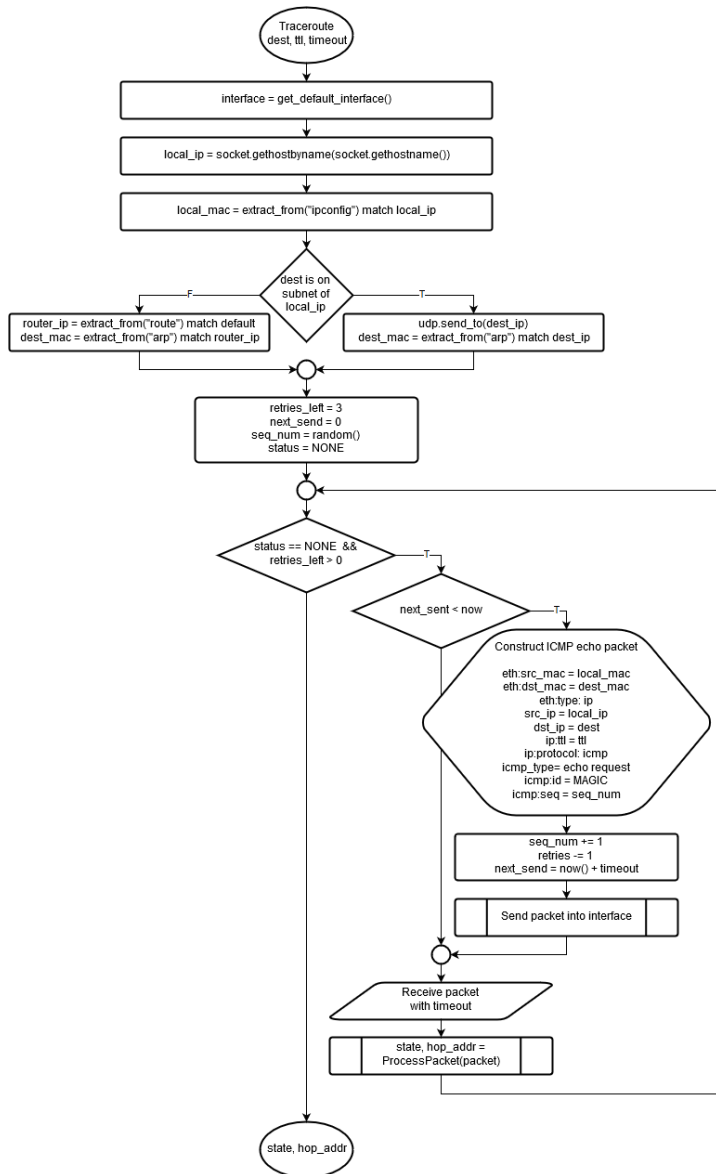 Traceroute
dest, ttl, timeout
interface = get_default_interface()
local_ip = socket.gethostbyname(socket.gethostname())
local_mac = extract_from("ipconfig") match local_ip
dest is on
subnet of
local_ip
F
T
router_ip = extract_from("route") match default
dest_mac = extract_from("arp") match router_ip
udp.send_to(dest_ip)
dest_mac = extract_from("arp") match dest_ip
retries_left = 3
next_send = 0
seq_num = random()
status = NONE
status == NONE &&
retries_left > 0
T
next_sent < now
T
Construct ICMP echo packet
eth:src_mac = local_mac
eth:dst_mac = dest_mac
eth:type: ip
src_ip = local_ip
dst_ip = dest
ip:ttl = ttl
ip:protocol: icmp
icmp_type= echo request
icmp:id = MAGIC
icmp:seq = seq_num
seq_num += 1
retries -= 1
next_send = now() + timeout
Send packet into interface
Receive packet
with timeout
state, hop_addr =
ProcessPacket(packet)
state, hop_addr